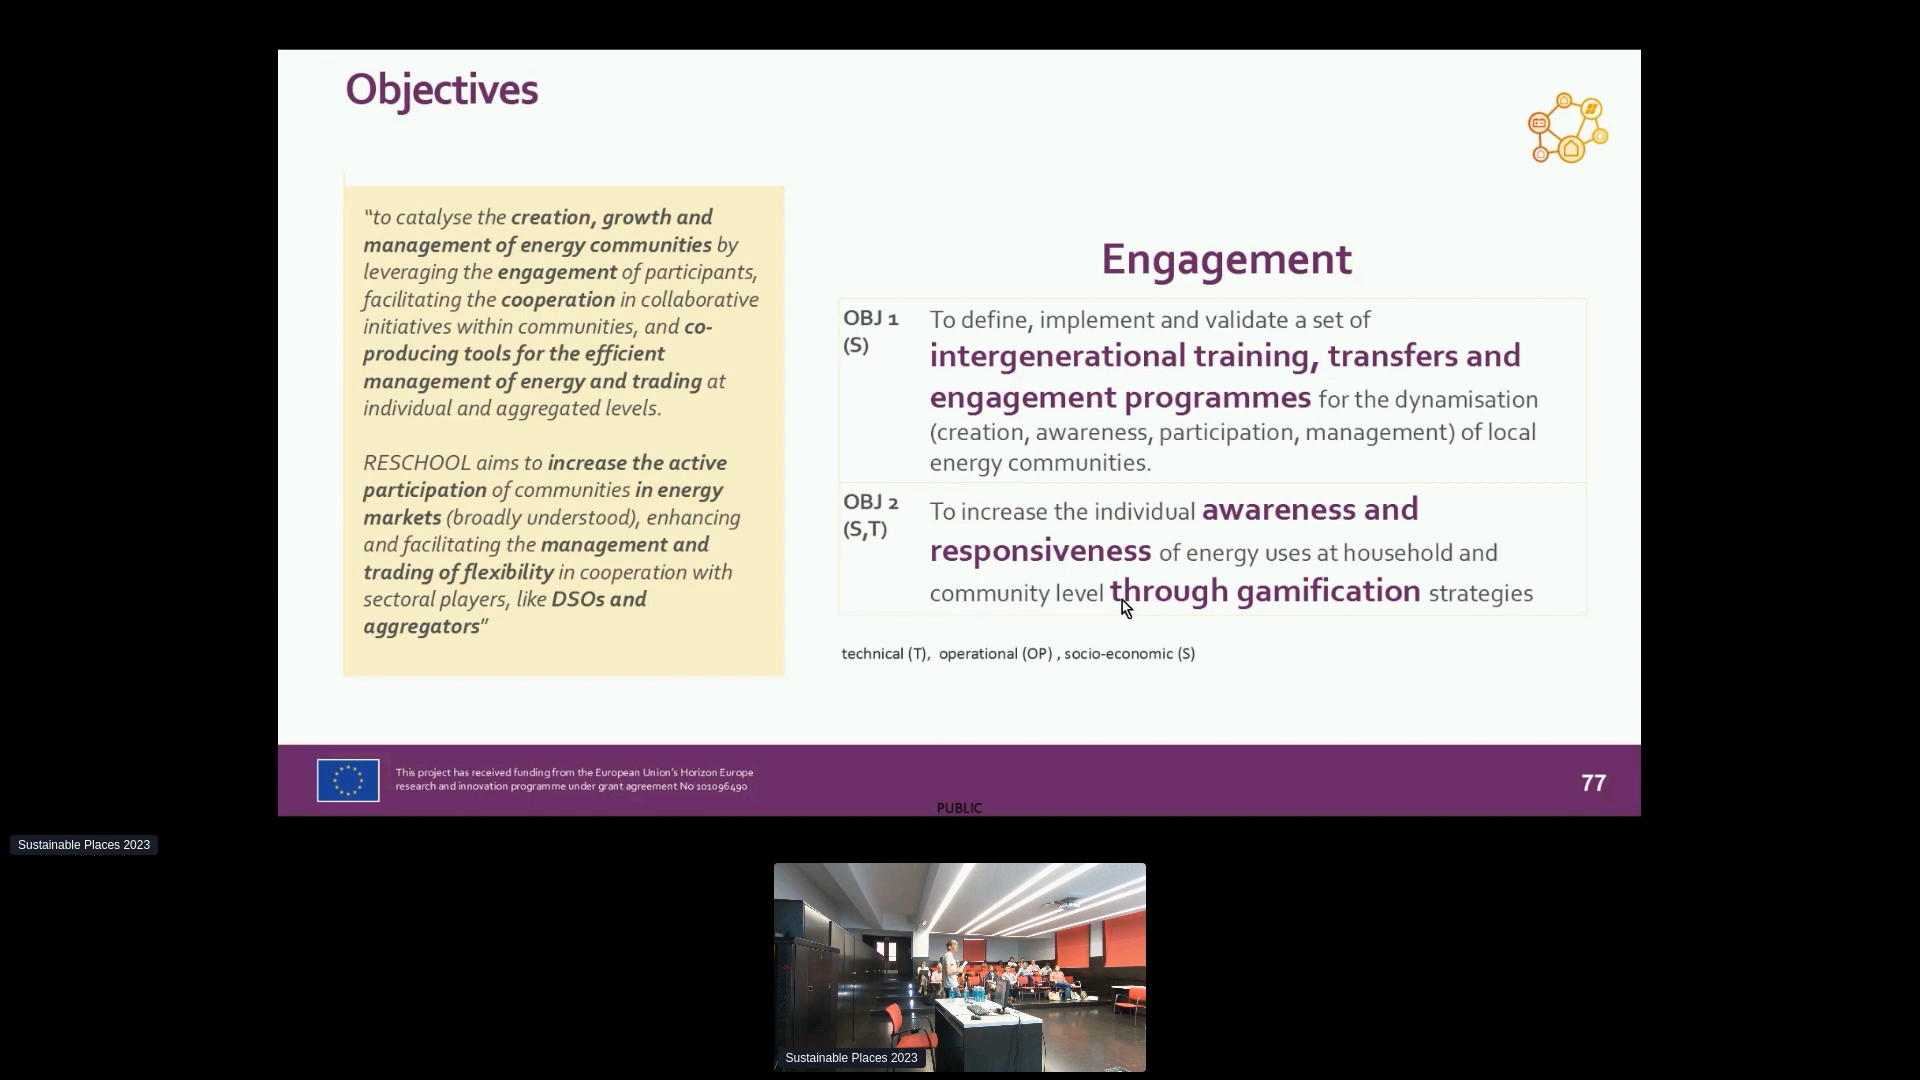 Objectives
“to catalyse the creation, growth and
management of energy communities by
leveraging the engagement of participants,
facilitating the cooperation in collaborative
initiatives within communities, and co-
producing tools for the efficient
management of energy and trading at
individual and aggregated levels.
RESCHOOL aims to increase the active
participation of communities in energy
markets (broadly understood), enhancing
and facilitating the management and
trading of flexibility in cooperation with
sectoral players, like DSOs and
aggregators”
Engagement
OBJ 1
(S)
To define, implement and validate a set of
intergenerational training, transfers and
engagement programmes for the dynamisation
(creation, awareness, participation, management) of local
energy communities.
OBJ 2
(S,T)
To increase the individual awareness and
responsiveness of energy uses at household and
community level through gamification strategies
technical (T),  operational (OP) , socio-economic (S)
This project has received funding from the European Union's Horizon Europe
research and innovation programme under grant agreement No 101096490
77
PUBLIC
Sustainable Places 2023
Sustainable Places 2023